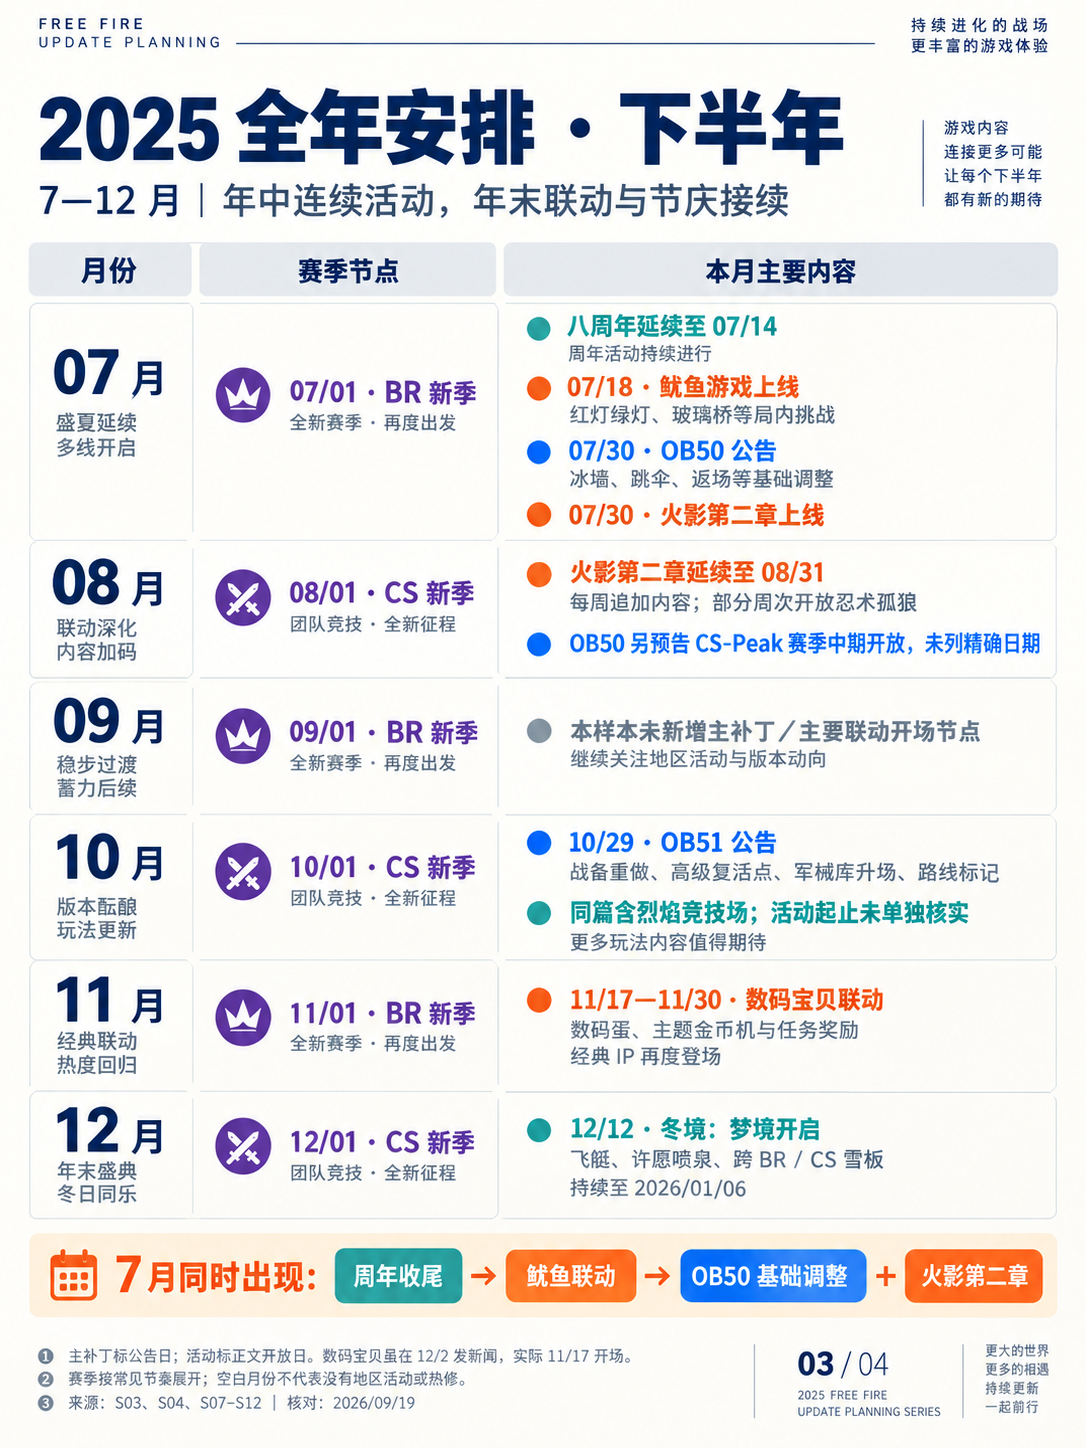 FREE FIRE
UPDATE PLANNING
持续进化的战场
更丰富的游戏体验
2025 全年安排 · 下半年
7—12 月｜年中连续活动，年末联动与节庆接续
游戏内容
连接更多可能
让每个下半年
都有新的期待
月份
赛季节点
本月主要内容
07 月
盛夏延续
多线开启
07/01 · BR 新季
全新赛季 · 再度出发
八周年延续至 07/14
周年活动持续进行
07/18 · 鱿鱼游戏上线
红灯绿灯、玻璃桥等局内挑战
07/30 · OB50 公告
冰墙、跳伞、返场等基础调整
07/30 · 火影第二章上线
08 月
联动深化
内容加码
08/01 · CS 新季
团队竞技 · 全新征程
火影第二章延续至 08/31
每周追加内容；部分周次开放忍术孤狼
OB50 另预告 CS-Peak 赛季中期开放，未列精确日期
09 月
稳步过渡
蓄力后续
09/01 · BR 新季
全新赛季 · 再度出发
本样本未新增主补丁／主要联动开场节点
继续关注地区活动与版本动向
10 月
版本酝酿
玩法更新
10/01 · CS 新季
团队竞技 · 全新征程
10/29 · OB51 公告
战备重做、高级复活点、军械库升场、路线标记
同篇含烈焰竞技场；活动起止未单独核实
更多玩法内容值得期待
11 月
经典联动
热度回归
11/01 · BR 新季
全新赛季 · 再度出发
11/17—11/30 · 数码宝贝联动
数码蛋、主题金币机与任务奖励
经典 IP 再度登场
12 月
年末盛典
冬日同乐
12/01 · CS 新季
团队竞技 · 全新征程
12/12 · 冬境：梦境开启
飞艇、许愿喷泉、跨 BR / CS 雪板
持续至 2026/01/06
7月同时出现：
周年收尾 → 鱿鱼联动 → OB50 基础调整 + 火影第二章
1 主补丁标公告日；活动标正文开放日。数码宝贝虽在 12/2 发新闻，实际 11/17 开场。
2 赛季按常见节奏展开；空白月份不代表没有地区活动或热修。
3 来源：S03、S04、S07–S12 ｜ 核对：2026/09/19
03 / 04
2025 FREE FIRE
UPDATE PLANNING SERIES
更大的世界
更多的相遇
持续更新
一起前行